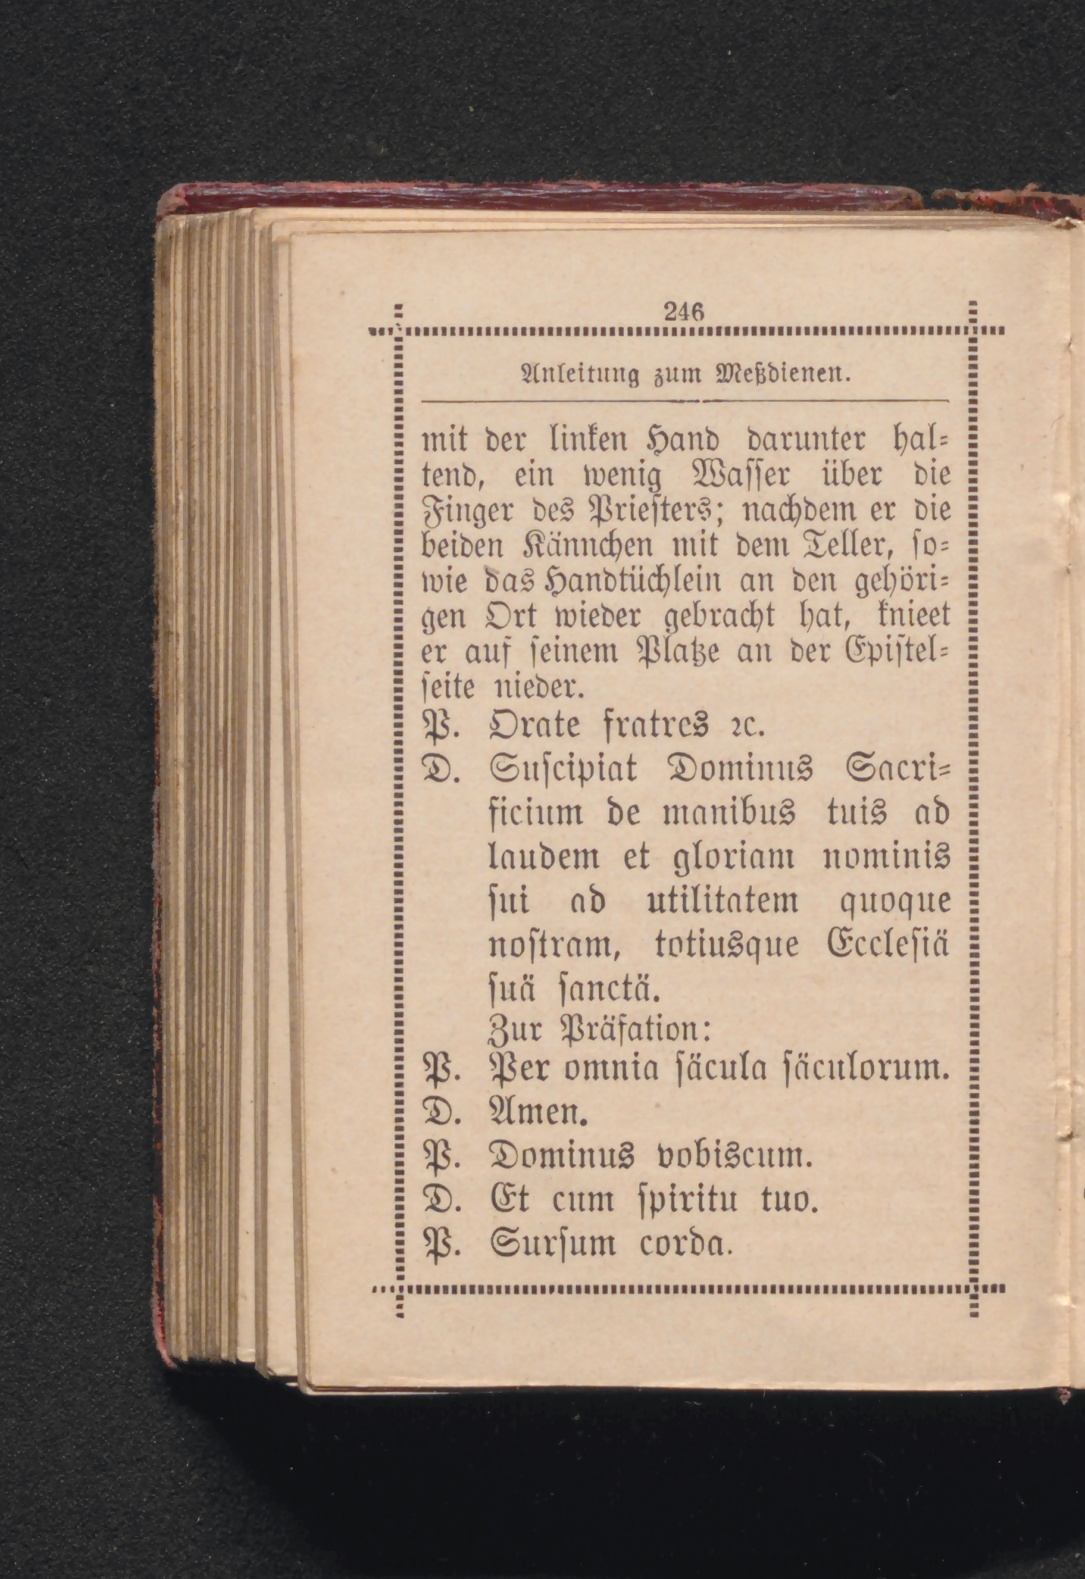 246
Anleitung zum Meßdienen.
mit der linken Hand darunter hal=
tend, ein wenig Wasser über die
Finger des Priesters; nachdem er die
beiden Kännchen mit dem Teller, so=
wie das Handtüchlein an den gehöri=
gen Ort wieder gebracht hat, knieet
er auf seinem Platze an der Epistel=
seite nieder.
P. Orate fratres ꝛc.
D. Suscipiat Dominus Sacri=
ficium de manibus tuis ad
laudem et gloriam nominis
sui ad utilitatem quoque
nostram, totiusque Ecclesiä
suä sanctä.
Zur Präfation:
P. Per omnia säcula säculorum.
D. Amen.
P. Dominus vobiscum.
D. Et cum spiritu tuo.
P. Sursum corda.